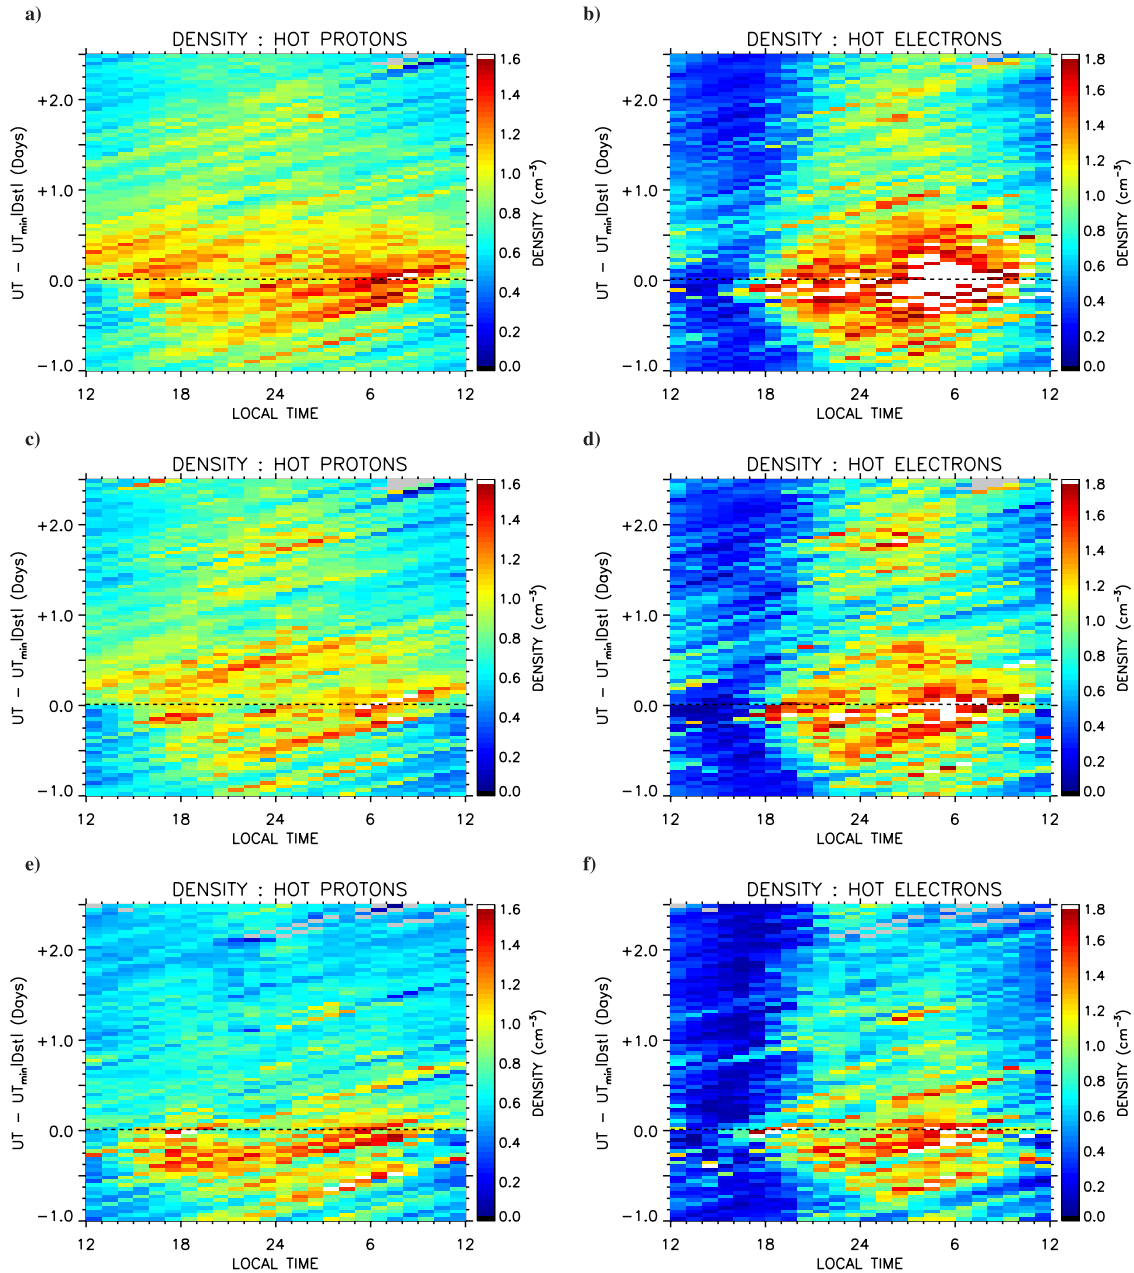 a)
DENSITY : HOT PROTONS
UT − UTmin|Dst| (Days)
+2.0
+1.0
0.0
−1.0
12 18 24 6 12
LOCAL TIME
1.6
1.4
1.2
1.0
0.8
0.6
0.4
0.2
0.0
DENSITY (cm⁻³)
b)
DENSITY : HOT ELECTRONS
UT − UTmin|Dst| (Days)
+2.0
+1.0
0.0
−1.0
12 18 24 6 12
LOCAL TIME
1.8
1.6
1.4
1.2
1.0
0.8
0.6
0.4
0.2
0.0
DENSITY (cm⁻³)
c)
DENSITY : HOT PROTONS
UT − UTmin|Dst| (Days)
+2.0
+1.0
0.0
−1.0
12 18 24 6 12
LOCAL TIME
1.6
1.4
1.2
1.0
0.8
0.6
0.4
0.2
0.0
DENSITY (cm⁻³)
d)
DENSITY : HOT ELECTRONS
UT − UTmin|Dst| (Days)
+2.0
+1.0
0.0
−1.0
12 18 24 6 12
LOCAL TIME
1.8
1.6
1.4
1.2
1.0
0.8
0.6
0.4
0.2
0.0
DENSITY (cm⁻³)
e)
DENSITY : HOT PROTONS
UT − UTmin|Dst| (Days)
+2.0
+1.0
0.0
−1.0
12 18 24 6 12
LOCAL TIME
1.6
1.4
1.2
1.0
0.8
0.6
0.4
0.2
0.0
DENSITY (cm⁻³)
f)
DENSITY : HOT ELECTRONS
UT − UTmin|Dst| (Days)
+2.0
+1.0
0.0
−1.0
12 18 24 6 12
LOCAL TIME
1.8
1.6
1.4
1.2
1.0
0.8
0.6
0.4
0.2
0.0
DENSITY (cm⁻³)